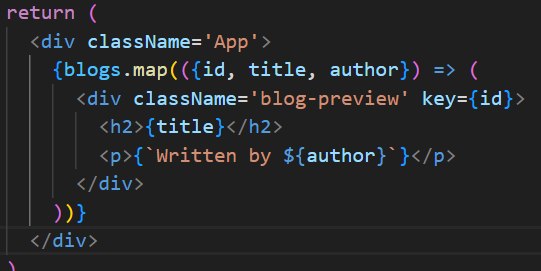 return (
<div className='App'>
{blogs.map(({id, title, author}) => (
<div className='blog-preview' key={id}>
<h2>{title}</h2>
<p>{`Written by ${author}`}</p>
</div>
))}
</div>
)